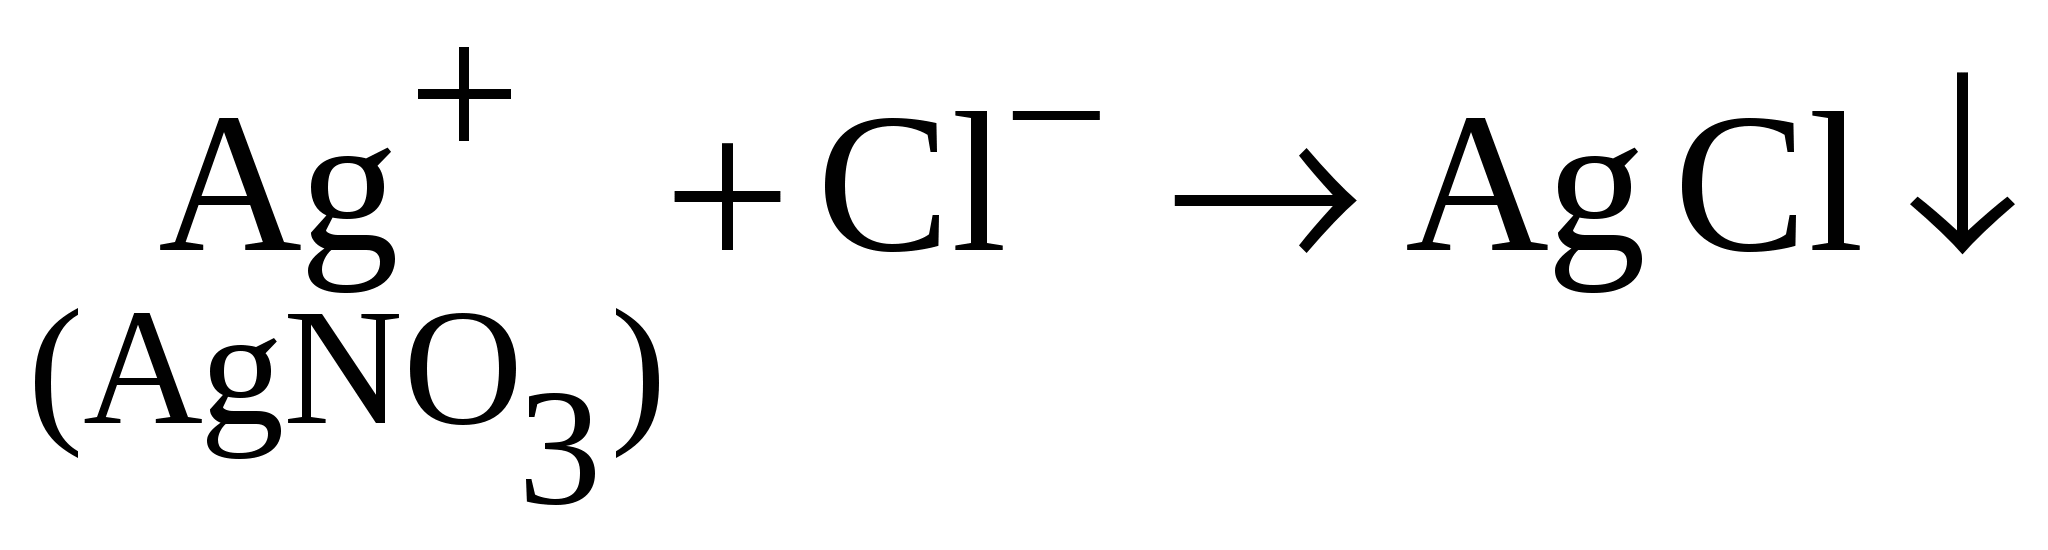 Ag⁺ + Cl⁻ → AgCl ↓
(AgNO₃)